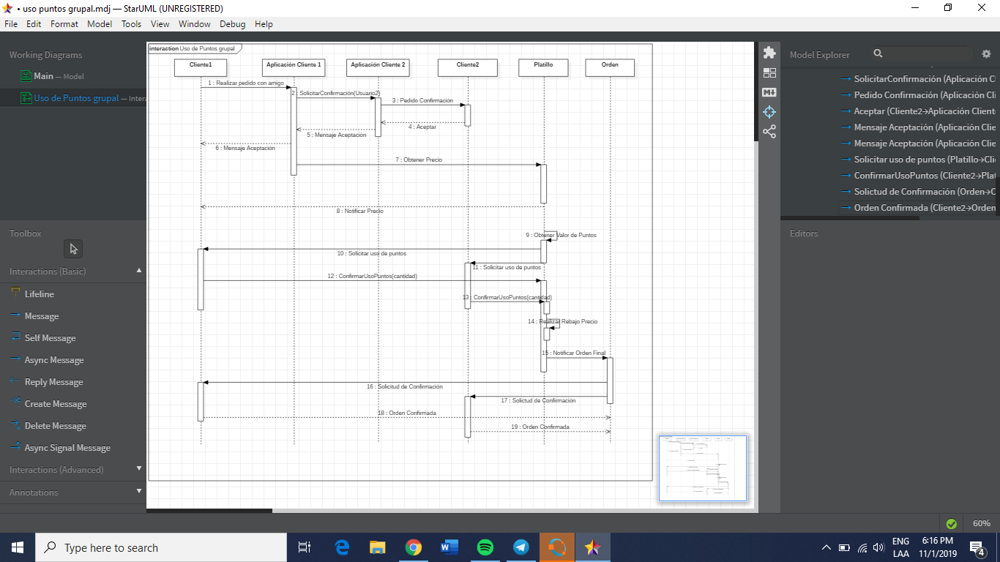 • uso puntos grupal.mdj — StarUML (UNREGISTERED)
File Edit Format Model Tools View Window Debug Help
Working Diagrams
Main — Model
Uso de Puntos grupal — Inter
interaction Uso de Puntos grupal
Cliente1 Aplicación Cliente 1 Aplicación Cliente 2 Cliente2 Platillo Orden
1 : Realizar pedido con amigo
2 : SolicitarConfirmación(Usuario2)
3 : Pedido Confirmación
4 : Aceptar
5 : Mensaje Aceptación
6 : Mensaje Aceptación
7 : Obtener Precio
8 : Notificar Precio
9 : Obtener Valor de Puntos
10 : Solicitar uso de puntos
11 : Solicitar uso de puntos
12 : ConfirmarUsoPuntos(cantidad)
13 : ConfirmarUsoPuntos(cantidad)
14 : Realizar Rebajo Precio
15 : Notificar Orden Final
16 : Solicitud de Confirmación
17 : Solictud de Confirmación
18 : Orden Confirmada
19 : Orden Confirmada
Toolbox
Interactions (Basic)
Lifeline
Message
Self Message
Async Message
Reply Message
Create Message
Delete Message
Async Signal Message
Interactions (Advanced)
Annotations
Model Explorer
SolicitarConfirmación (Aplicación C
Pedido Confirmación (Aplicación Cli
Aceptar (Cliente2→Aplicación Cliente
Mensaje Aceptación (Aplicación Clie
Mensaje Aceptación (Aplicación Clie
Solicitar uso de puntos (Platillo→Clie
ConfirmarUsoPuntos (Cliente2→Plat
Solictud de Confirmación (Orden→C
Orden Confirmada (Cliente2→Orden
Editors
60%
Type here to search
ENG
LAA
6:16 PM
11/1/2019
4